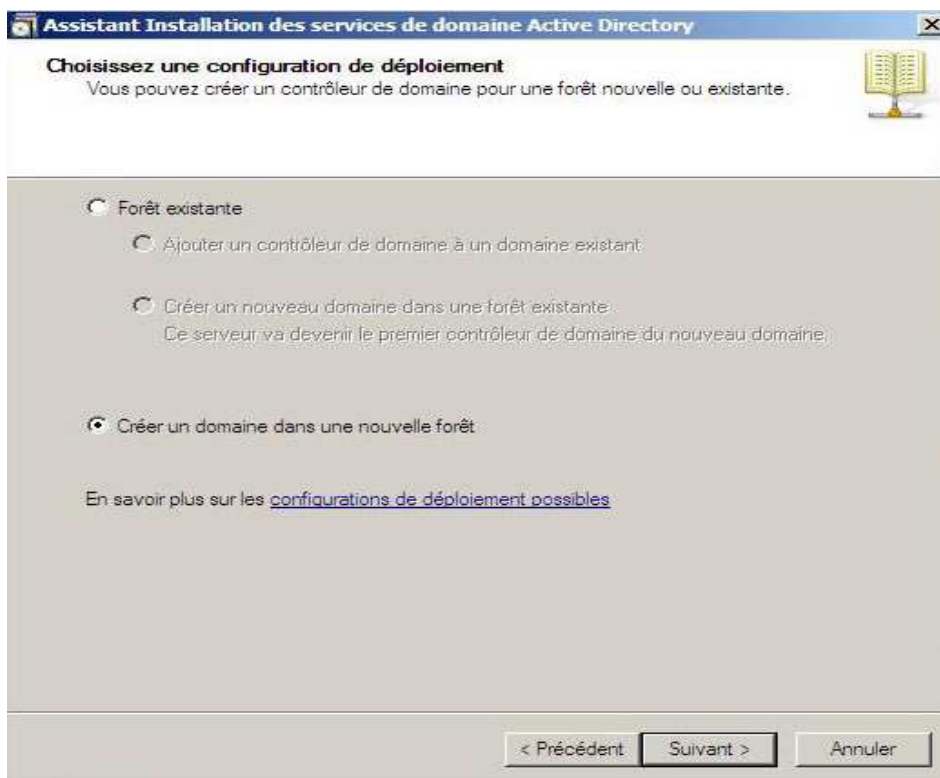 Assistant Installation des services de domaine Active Directory
Choisissez une configuration de déploiement
Vous pouvez créer un contrôleur de domaine pour une forêt nouvelle ou existante.
Forêt existante
Ajouter un contrôleur de domaine à un domaine existant
Créer un nouveau domaine dans une forêt existante.
Ce serveur va devenir le premier contrôleur de domaine du nouveau domaine.
Créer un domaine dans une nouvelle forêt
En savoir plus sur les configurations de déploiement possibles
< Précédent Suivant > Annuler